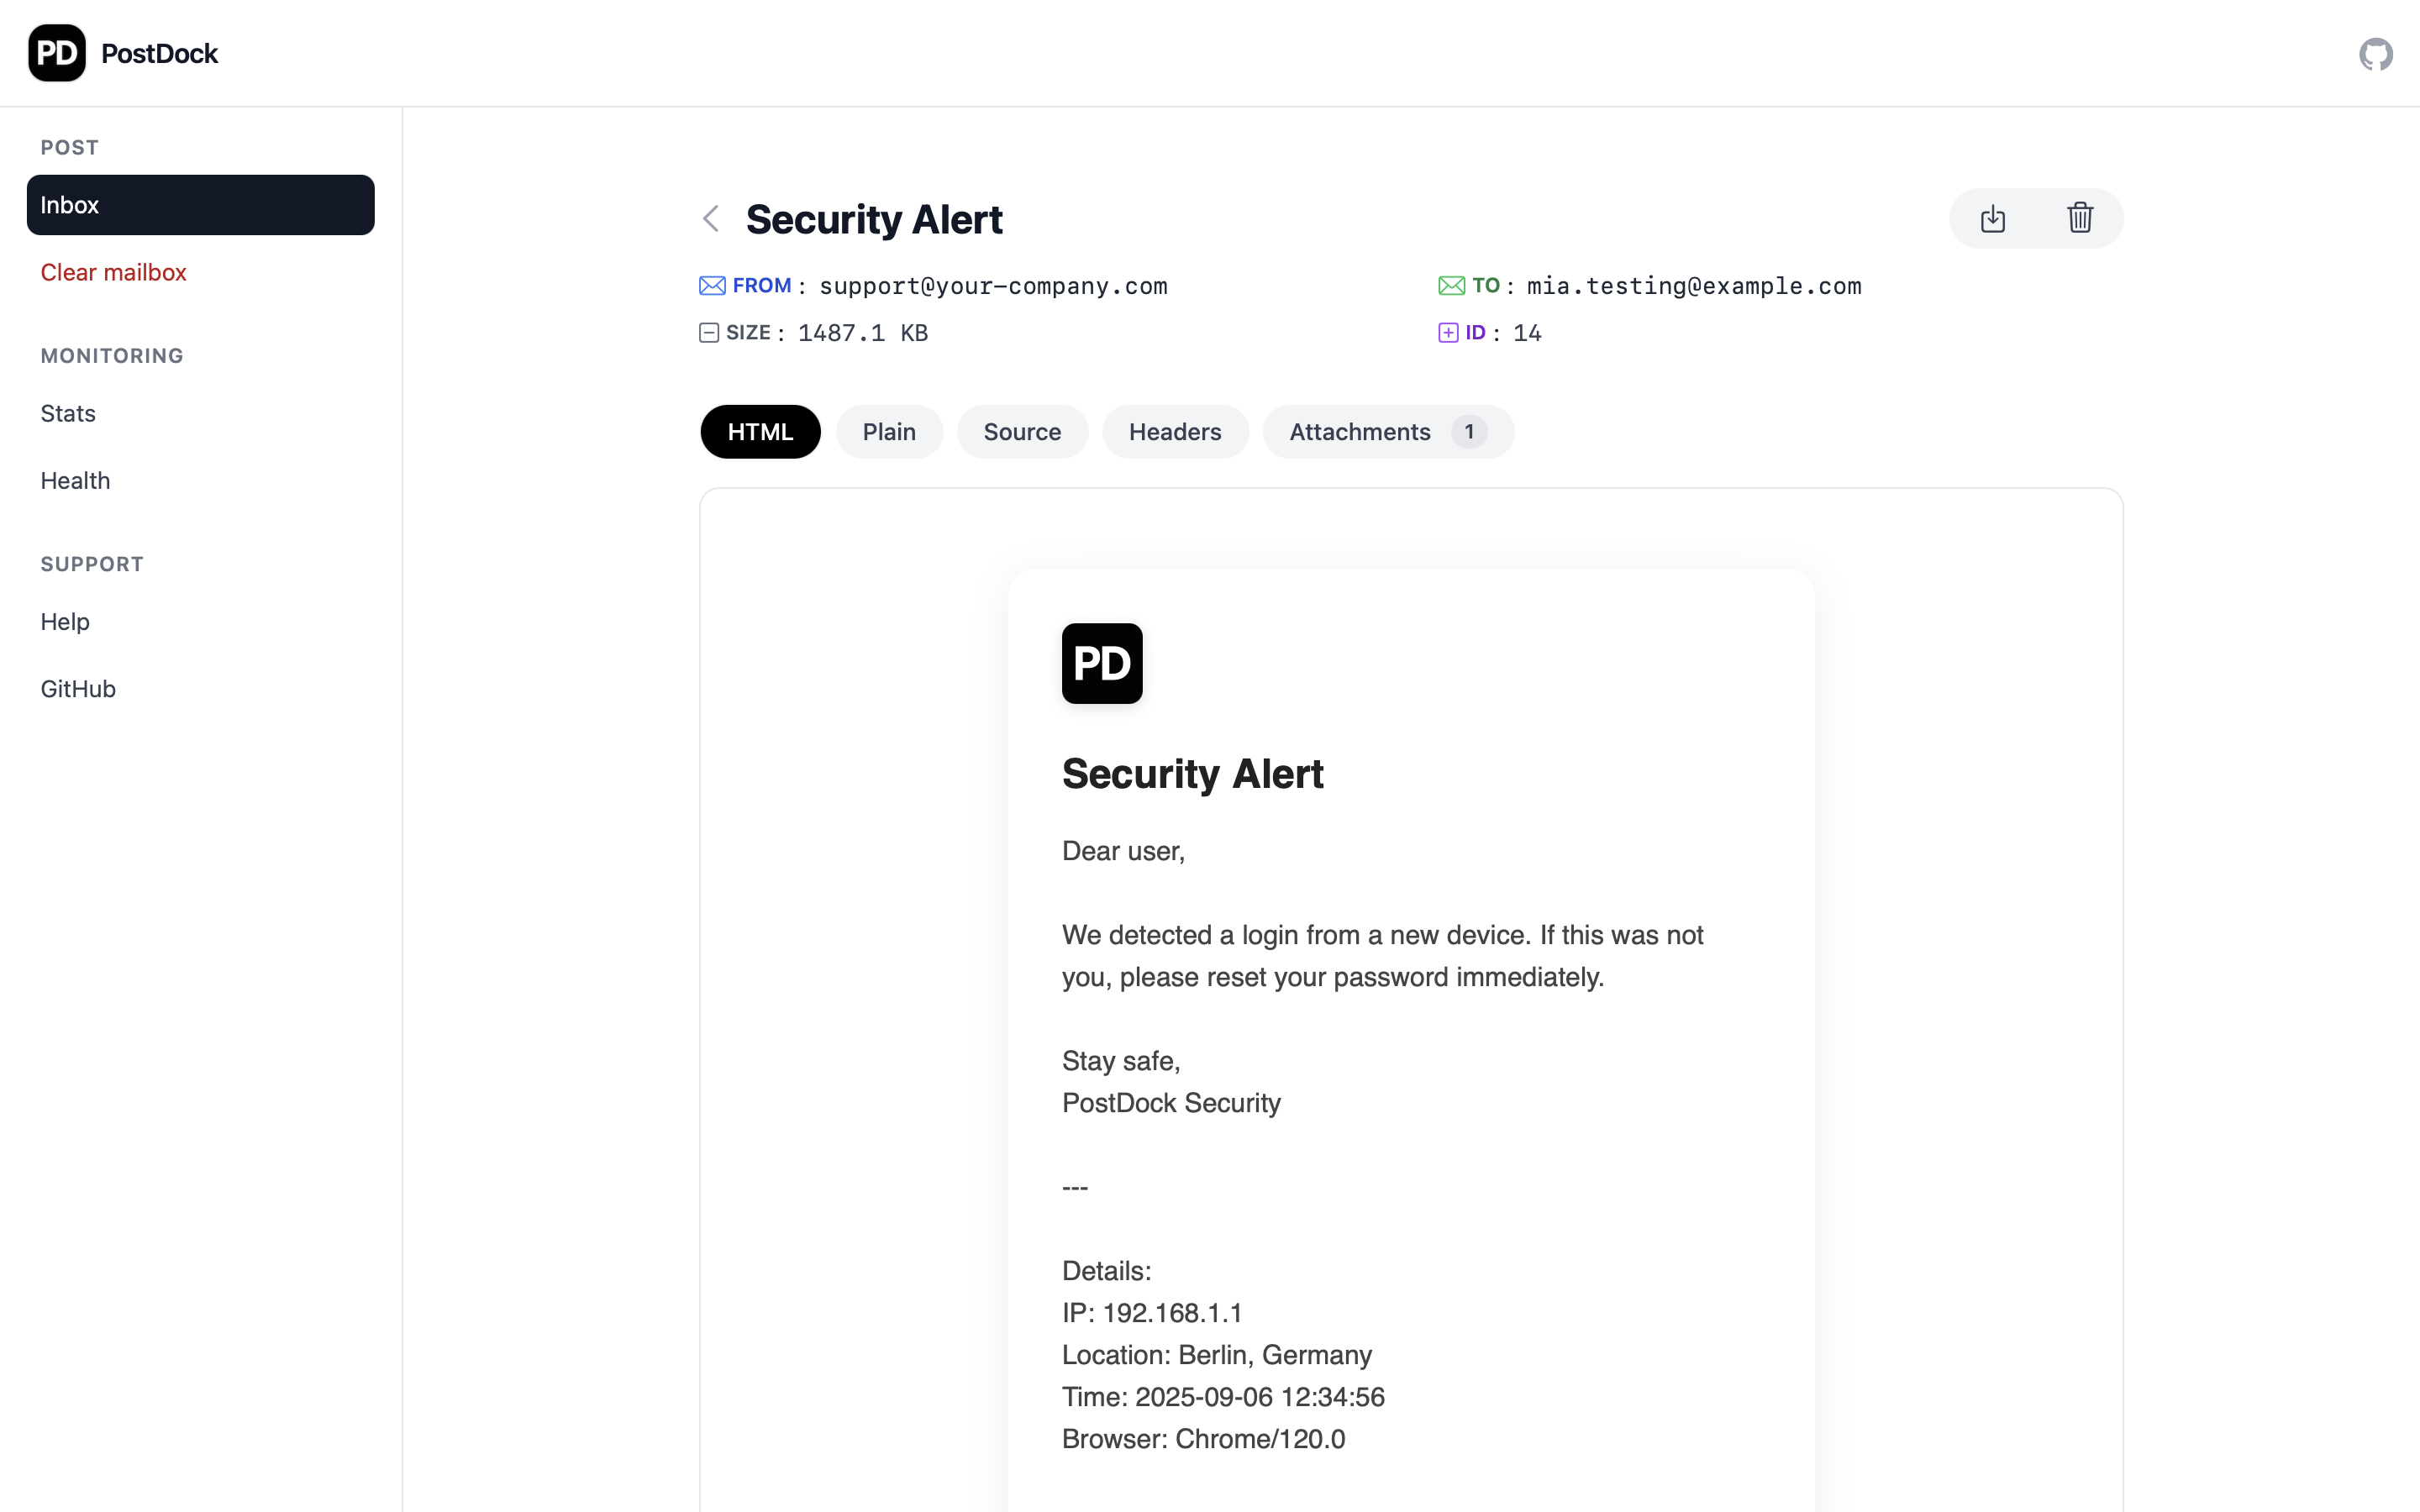 PD PostDock
POST
Inbox
Clear mailbox
MONITORING
Stats
Health
SUPPORT
Help
GitHub
Security Alert
FROM : support@your-company.com
TO : mia.testing@example.com
SIZE : 1487.1 KB
ID : 14
HTML Plain Source Headers Attachments 1
PD
Security Alert
Dear user,
We detected a login from a new device. If this was not
you, please reset your password immediately.
Stay safe,
PostDock Security
---
Details:
IP: 192.168.1.1
Location: Berlin, Germany
Time: 2025-09-06 12:34:56
Browser: Chrome/120.0